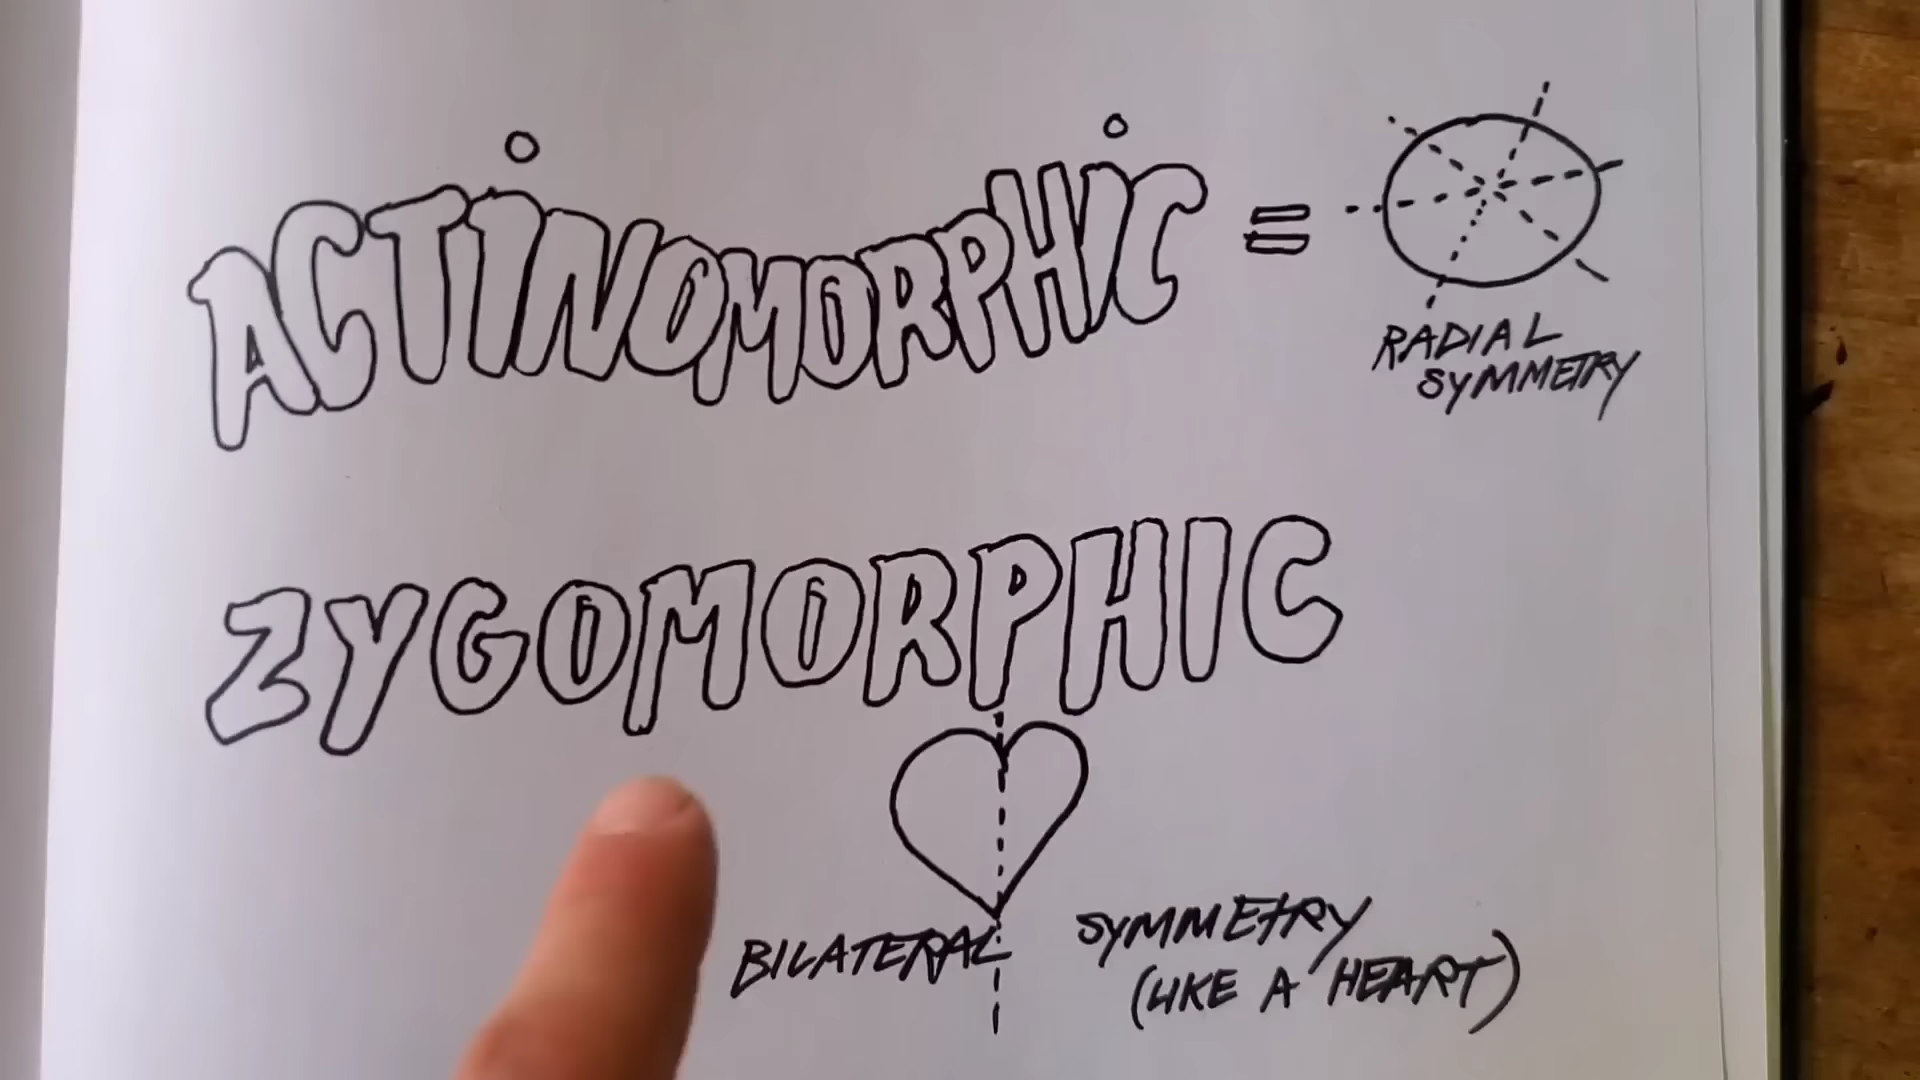 ACTINOMORPHIC =
RADIAL
SYMMETRY
ZYGOMORPHIC
BILATERAL SYMMETRY
(LIKE A HEART)